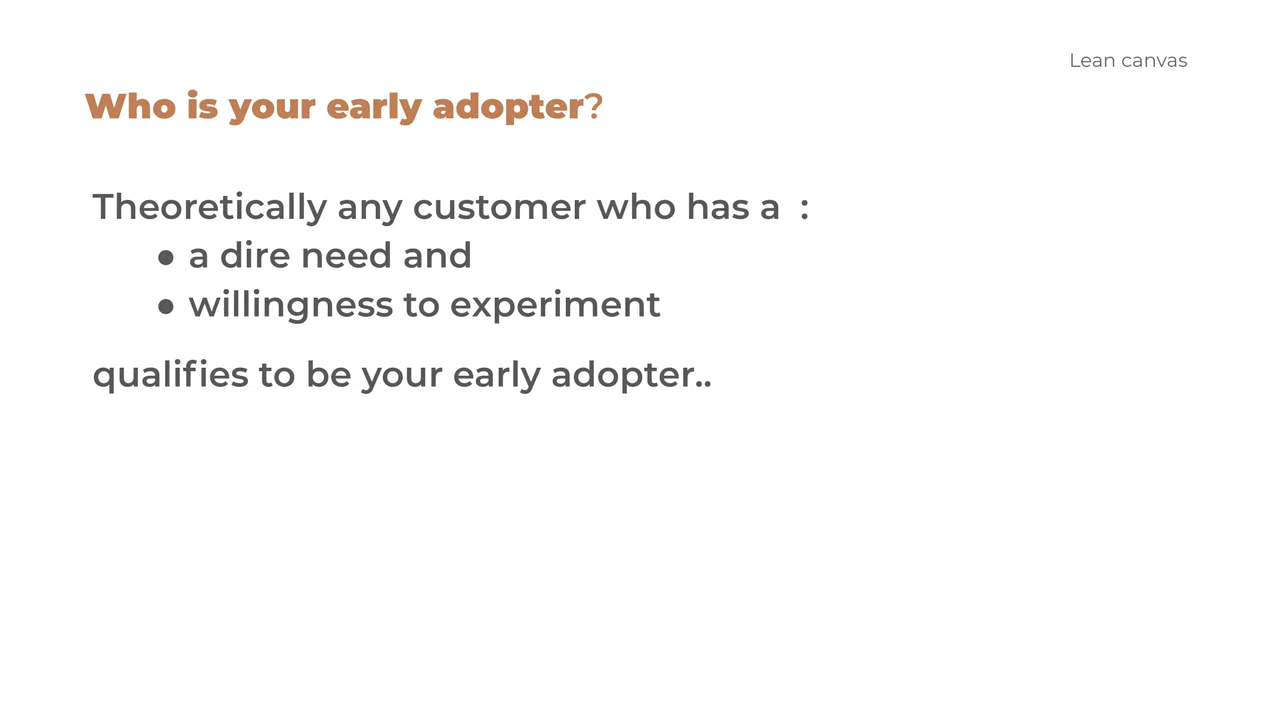 Lean canvas
Who is your early adopter?
Theoretically any customer who has a  :
● a dire need and
● willingness to experiment
qualifies to be your early adopter..